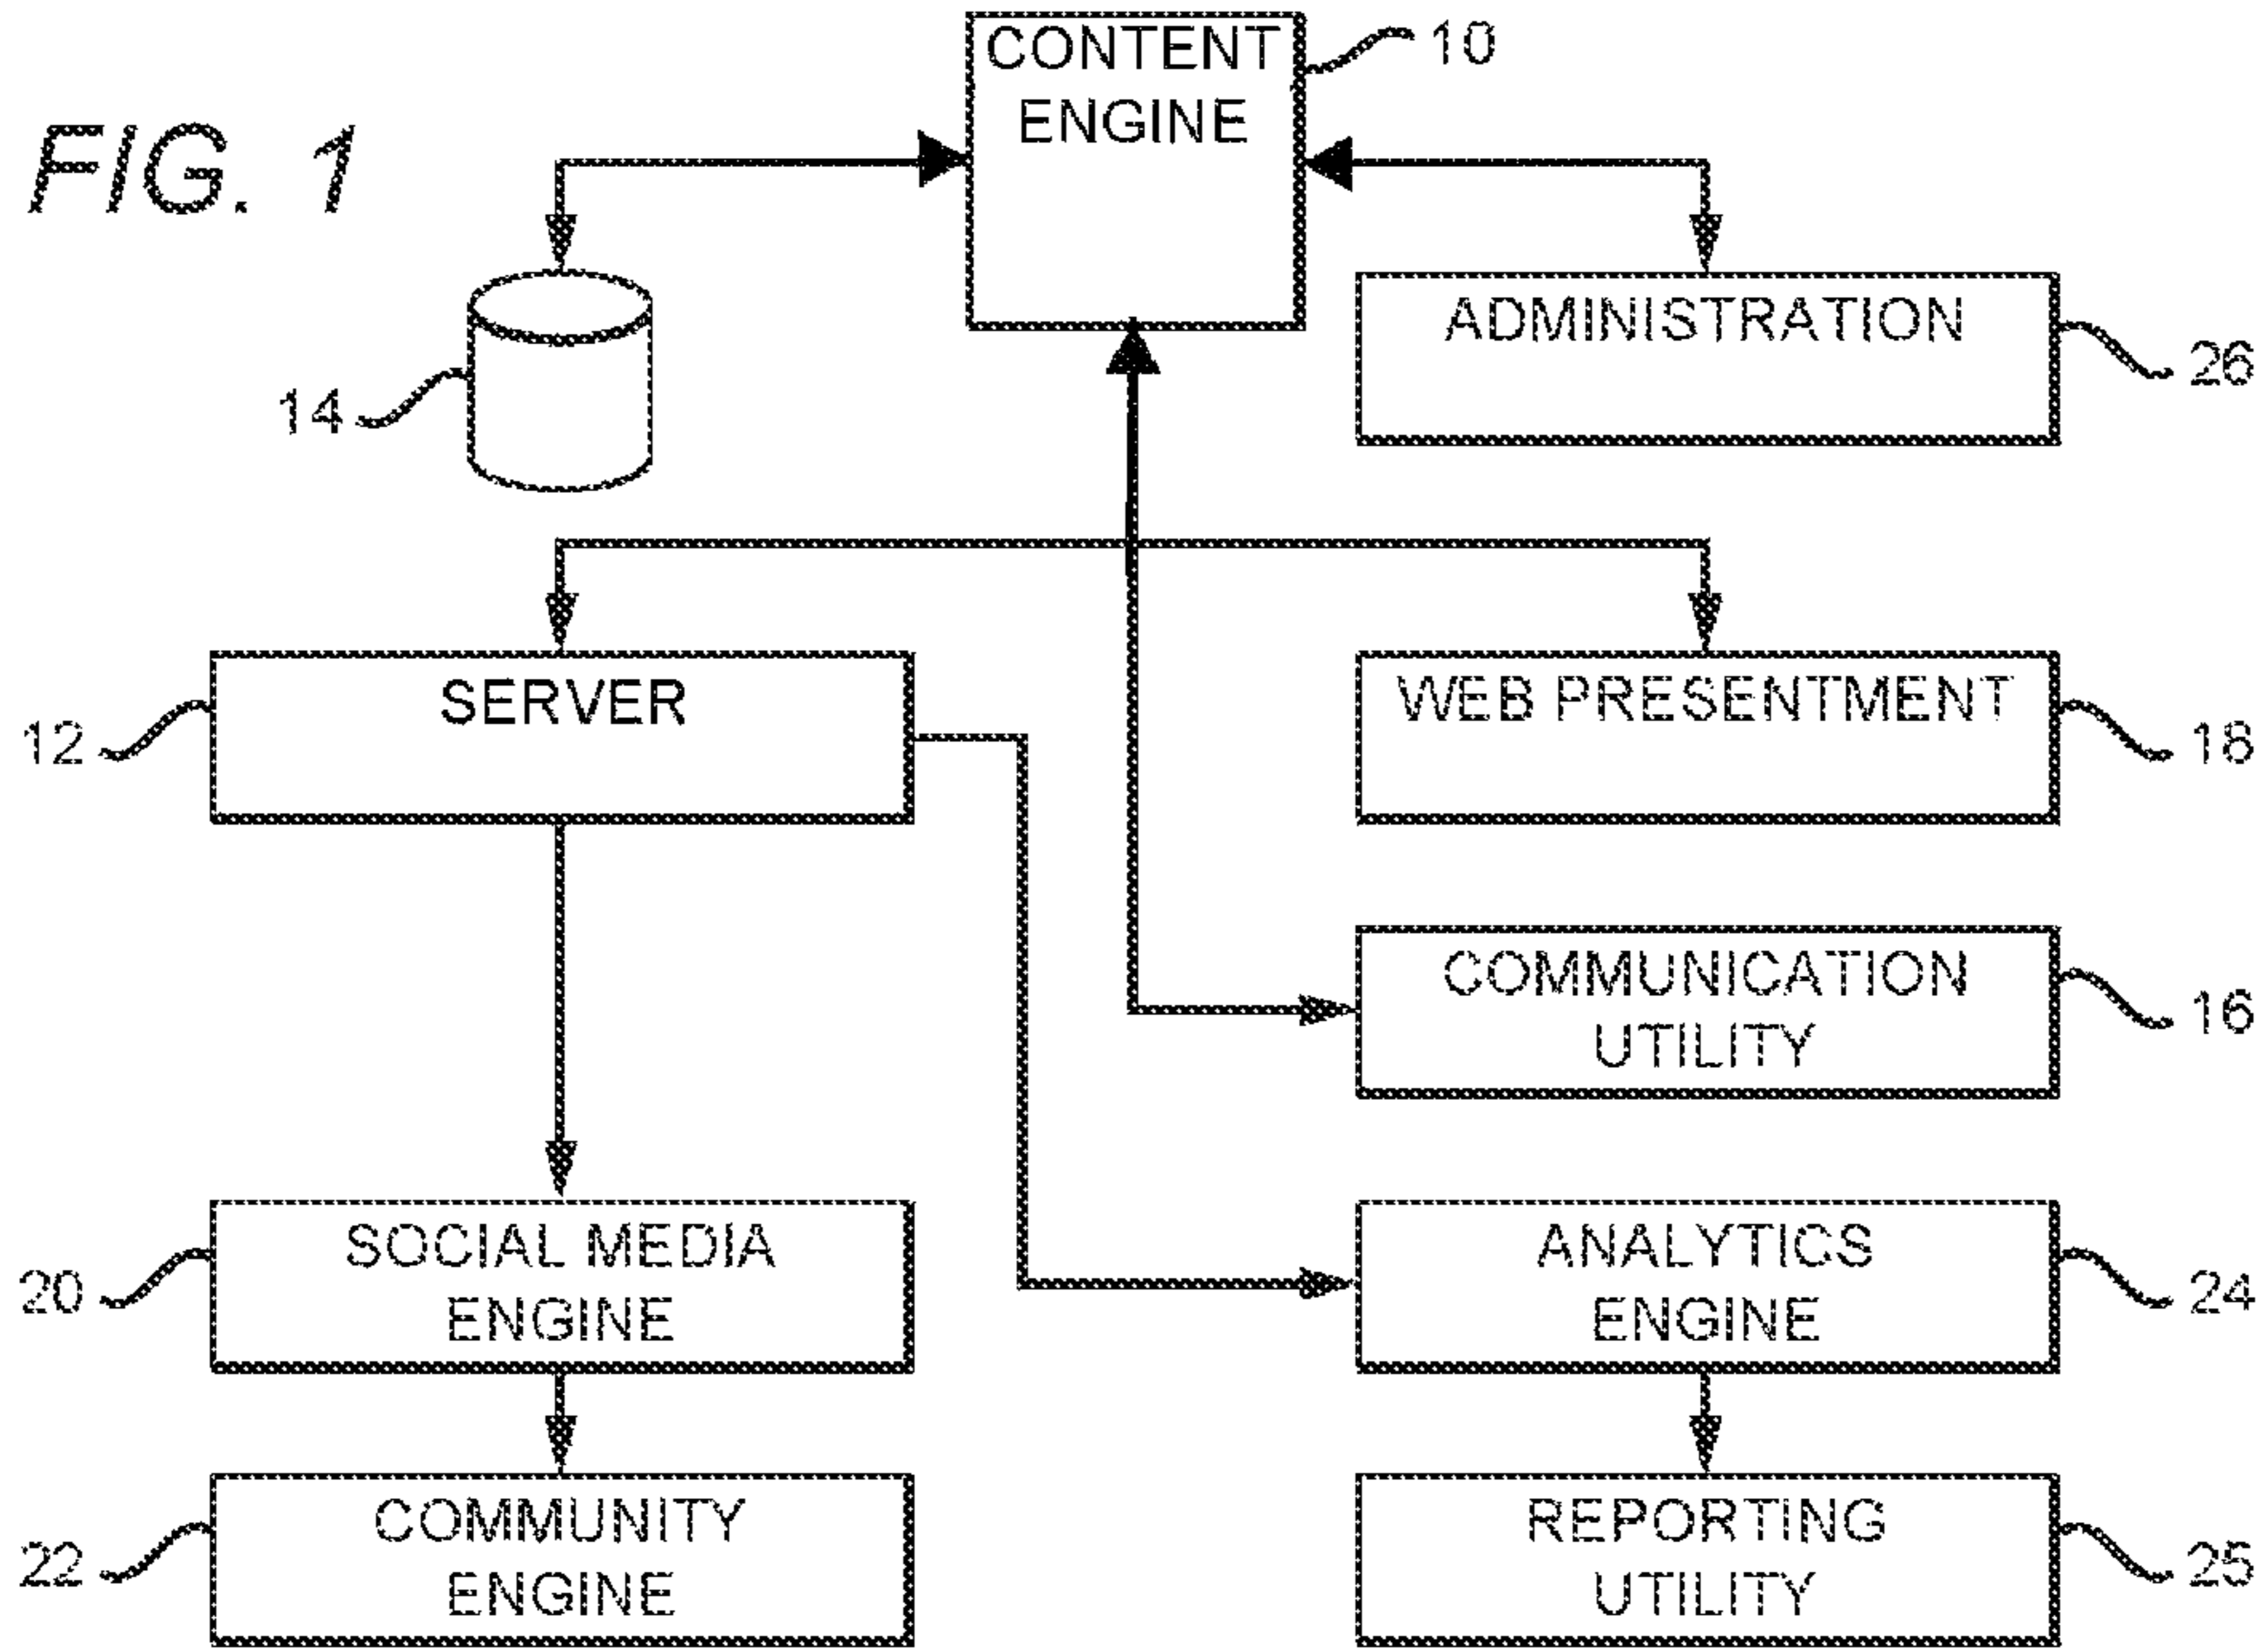 FIG. 1
CONTENT
ENGINE
10
14
ADMINISTRATION
26
SERVER
12
WEB PRESENTMENT
18
COMMUNICATION
UTILITY
16
SOCIAL MEDIA
ENGINE
20
ANALYTICS
ENGINE
24
COMMUNITY
ENGINE
22
REPORTING
UTILITY
25